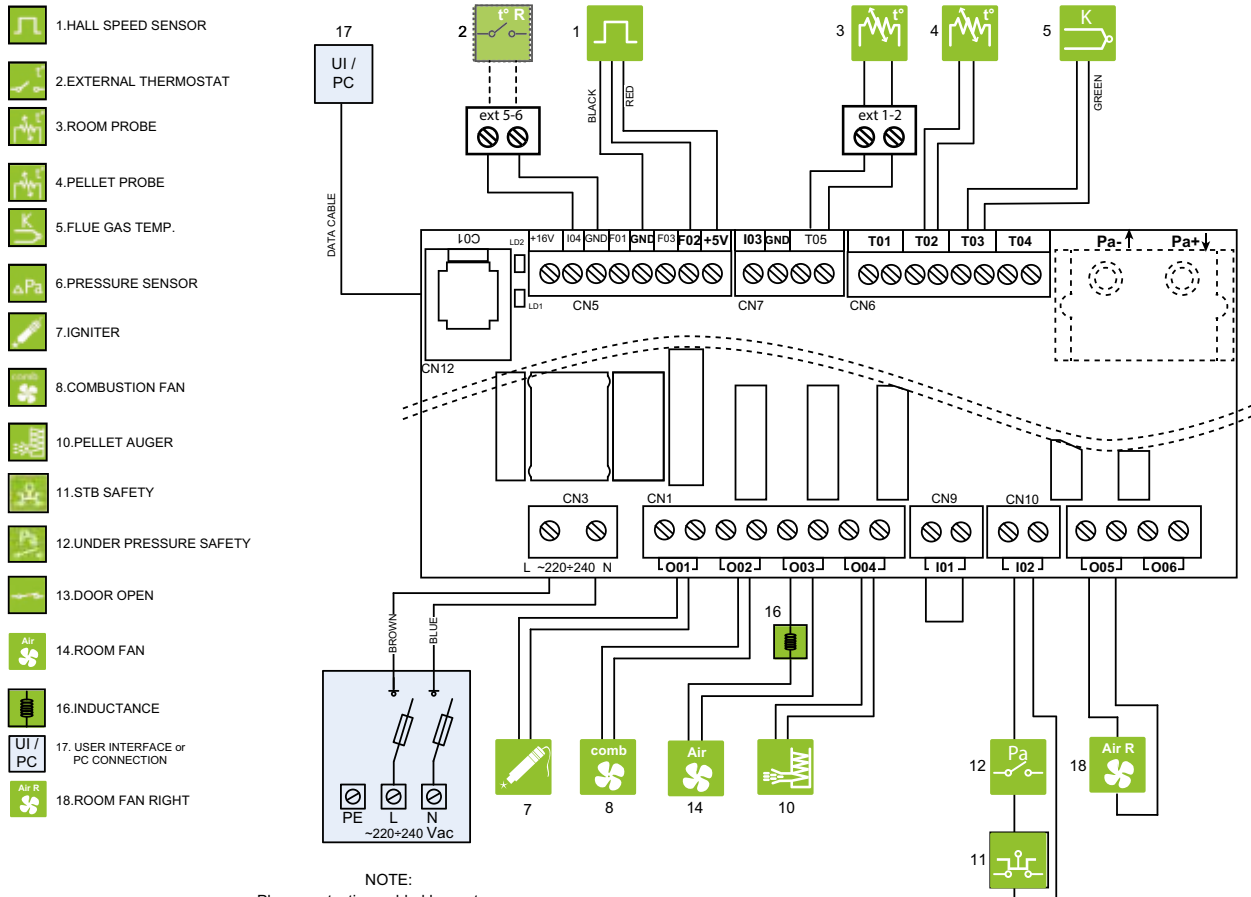 1.HALL SPEED SENSOR
2.EXTERNAL THERMOSTAT
3.ROOM PROBE
4.PELLET PROBE
5.FLUE GAS TEMP.
6.PRESSURE SENSOR
7.IGNITER
8.COMBUSTION FAN
10.PELLET AUGER
11.STB SAFETY
12.UNDER PRESSURE SAFETY
13.DOOR OPEN
14.ROOM FAN
16.INDUCTANCE
17. USER INTERFACE or
PC CONNECTION
18.ROOM FAN RIGHT
t°
t°
t°
K
ΔPa
comb
Air
UI /
PC
Air R
17
UI /
PC
DATA CABLE
2
t° R
ext 5-6
1
BLACK
RED
3
t°
ext 1-2
4
t°
5
K
GREEN
C01
LD2
LD1
CN12
+16V I04 GND F01 GND F03 F02 +5V
CN5
I03 GND T05
CN7
T01 T02 T03 T04
CN6
Pa- Pa+
CN3
L ~220÷240 N
CN1
O01 O02 O03 O04
CN9
I01
CN10
I02
O05 O06
BROWN
BLUE
PE L N
~220÷240 Vac
16
7
comb
8
Air
14
10
12
Pa
11
18
Air R
NOTE: